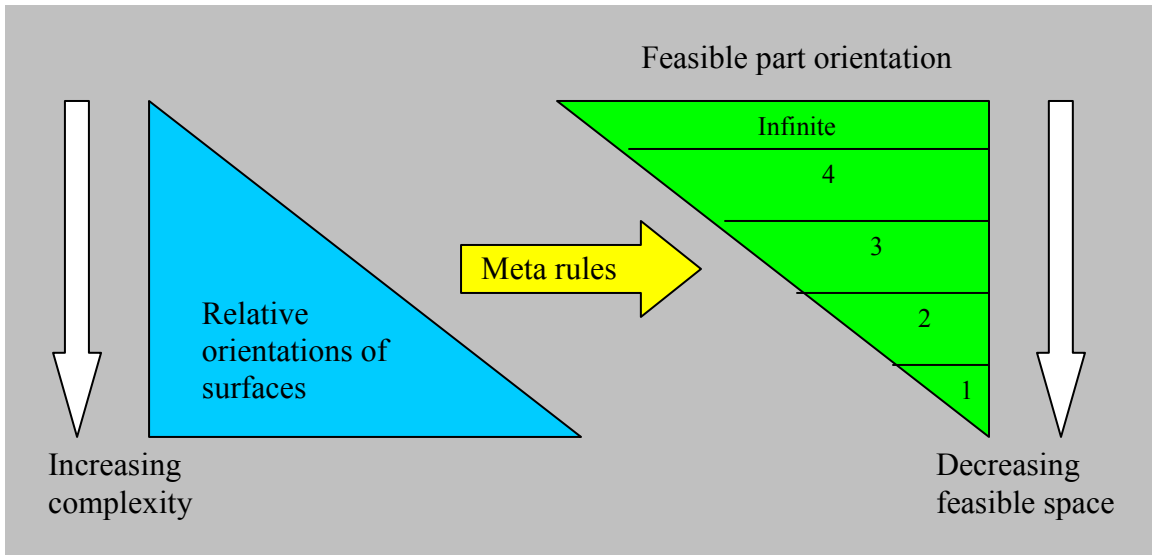 Feasible part orientation
Infinite
4
3
2
1
Meta rules
Relative
orientations of
surfaces
Increasing
complexity
Decreasing
feasible space